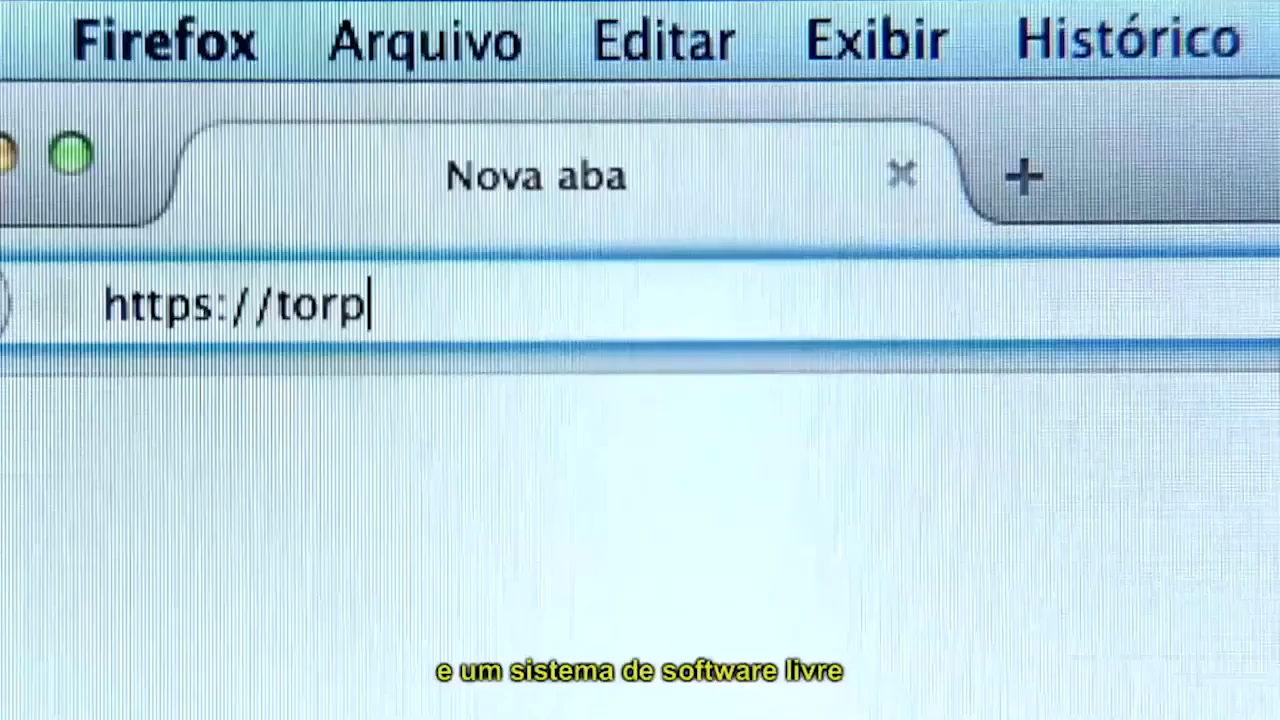 Firefox Arquivo Editar Exibir Histórico
Nova aba
https://torp
e um sistema de software livre